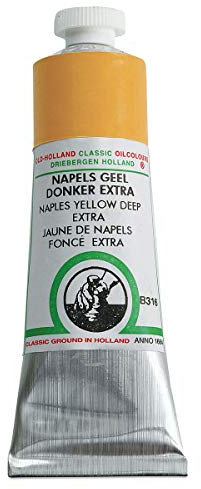 OLD-HOLLAND CLASSIC OILCOLOURS
DRIEBERGEN HOLLAND ®
NAPELS GEEL
DONKER EXTRA
NAPLES YELLOW DEEP
EXTRA
JAUNE DE NAPELS
FONCÉ EXTRA
B316
CLASSIC GROUND IN HOLLAND ANNO 1664